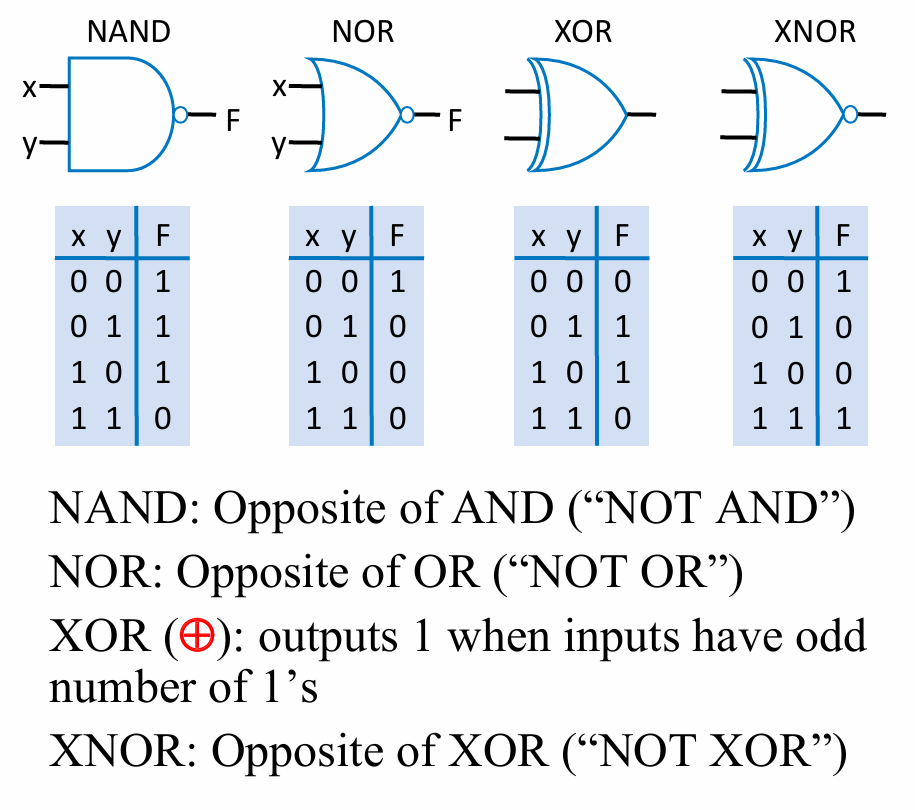 NAND NOR XOR XNOR
x x
F F
y y
x y F x y F x y F x y F
0 0 1 0 0 1 0 0 0 0 0 1
0 1 1 0 1 0 0 1 1 0 1 0
1 0 1 1 0 0 1 0 1 1 0 0
1 1 0 1 1 0 1 1 0 1 1 1
NAND: Opposite of AND (“NOT AND”)
NOR: Opposite of OR (“NOT OR”)
XOR (⊕): outputs 1 when inputs have odd
number of 1’s
XNOR: Opposite of XOR (“NOT XOR”)